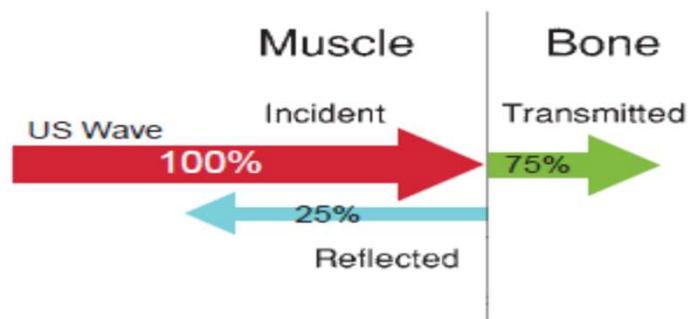 Muscle Bone
Incident Transmitted
US Wave
100% 75%
25%
Reflected